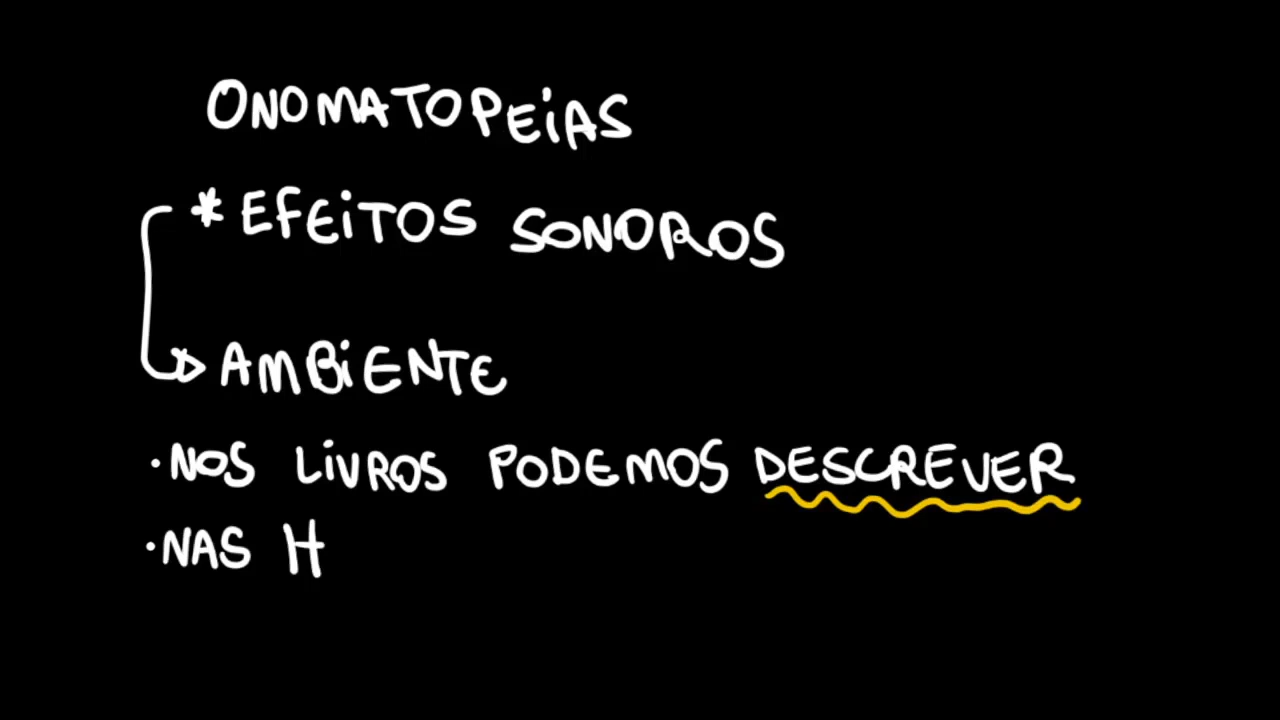 ONOMATOPEIAS
* EFEITOS SONOROS
AMBIENTE
• NOS LIVROS PODEMOS DESCREVER
• NAS H